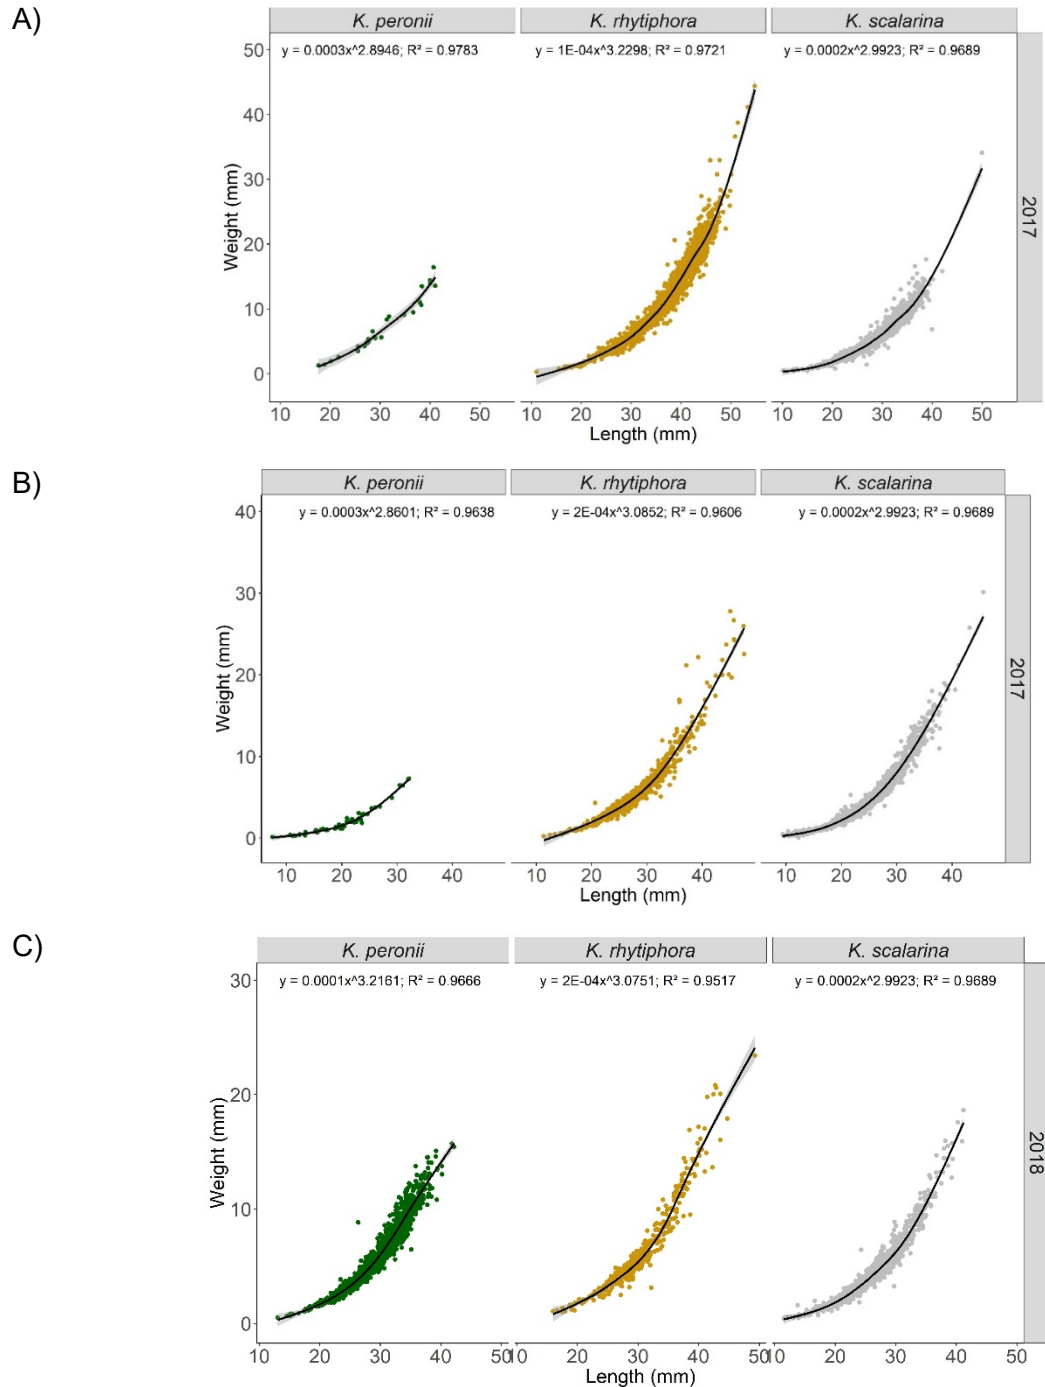 A)
K. peronii K. rhytiphora K. scalarina
y = 0.0003x^2.8946; R² = 0.9783 y = 1E-04x^3.2298; R² = 0.9721 y = 0.0002x^2.9923; R² = 0.9689
50
40
30
20
10
0
Weight (mm)
2017
10 20 30 40 50 10 20 30 40 50 10 20 30 40 50
Length (mm)
B)
K. peronii K. rhytiphora K. scalarina
y = 0.0003x^2.8601; R² = 0.9638 y = 2E-04x^3.0852; R² = 0.9606 y = 0.0002x^2.9923; R² = 0.9689
40
30
20
10
0
Weight (mm)
2017
10 20 30 40 10 20 30 40 10 20 30 40
Length (mm)
C)
K. peronii K. rhytiphora K. scalarina
y = 0.0001x^3.2161; R² = 0.9666 y = 2E-04x^3.0751; R² = 0.9517 y = 0.0002x^2.9923; R² = 0.9689
30
20
10
0
Weight (mm)
2018
10 20 30 40 50 10 20 30 40 50 10 20 30 40 50
Length (mm)